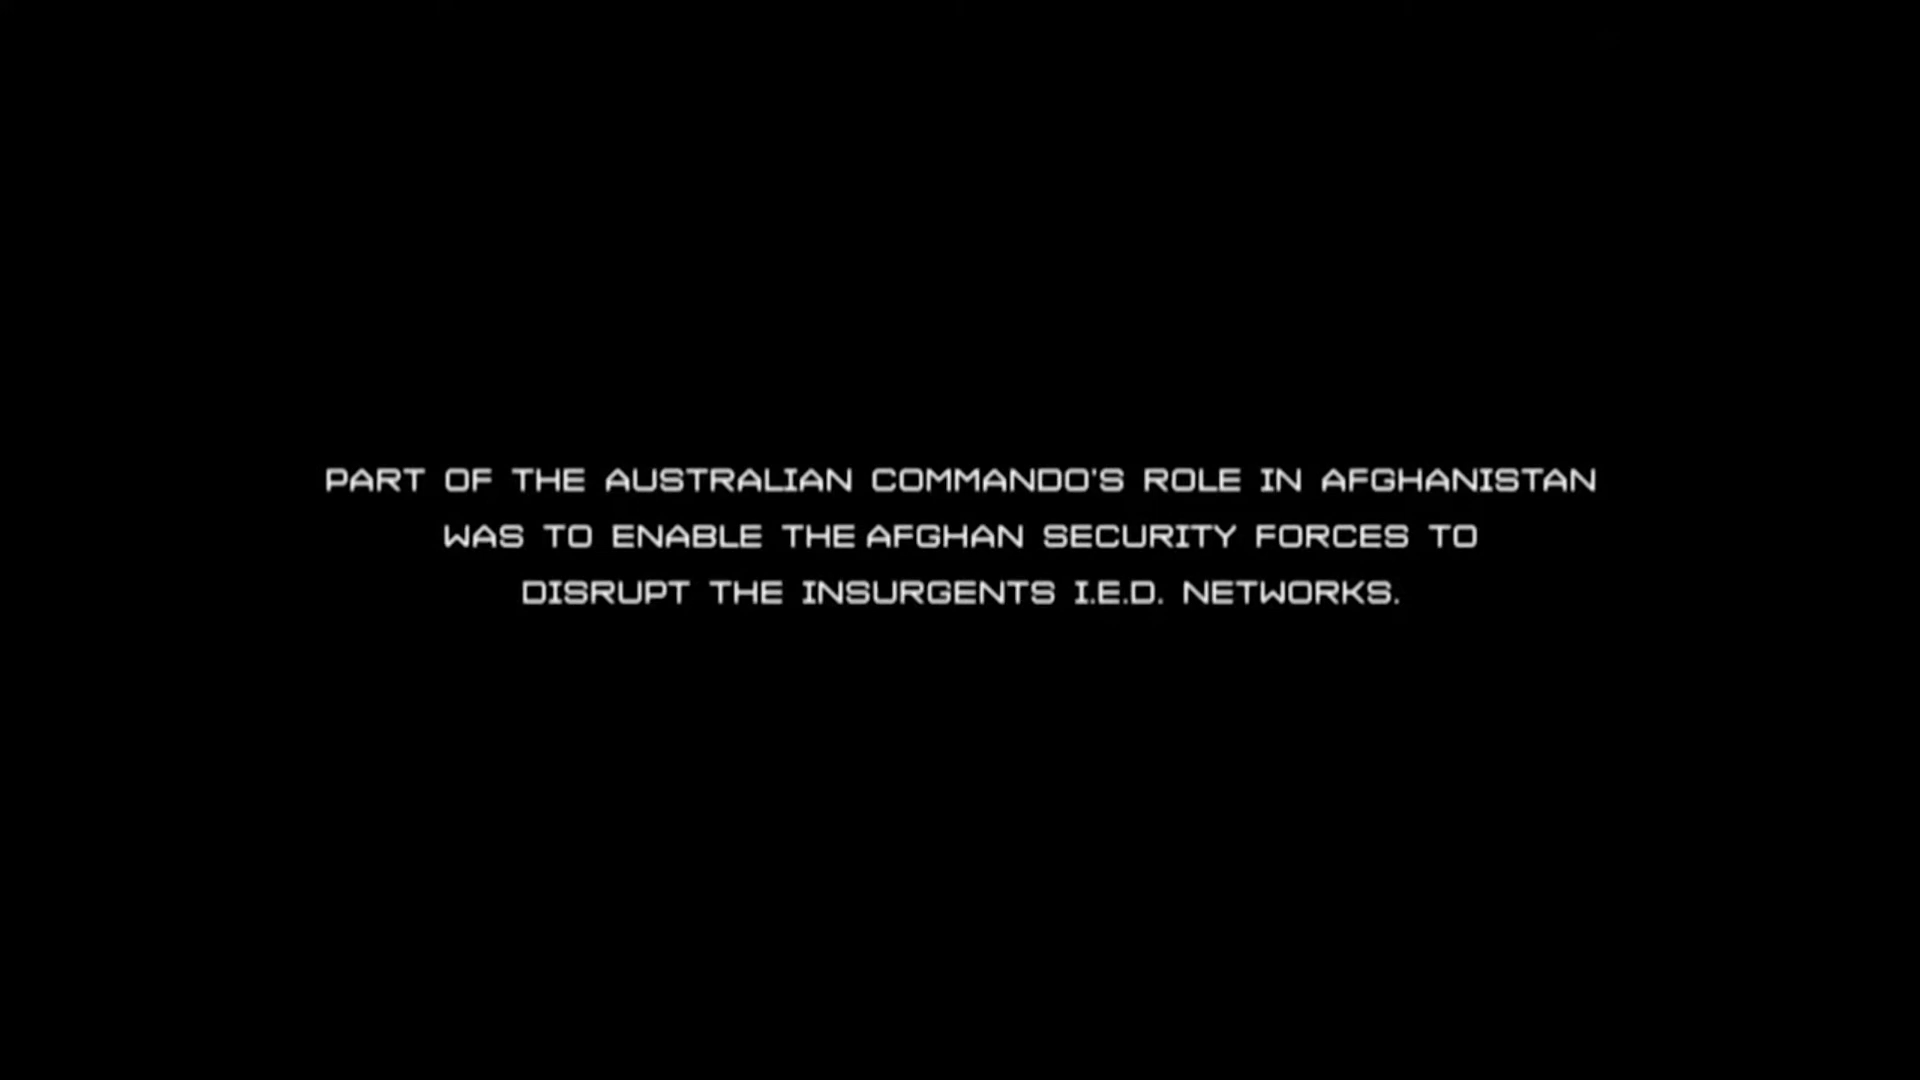 PART OF THE AUSTRALIAN COMMANDO'S ROLE IN AFGHANISTAN
WAS TO ENABLE THE AFGHAN SECURITY FORCES TO
DISRUPT THE INSURGENTS I.E.D. NETWORKS.